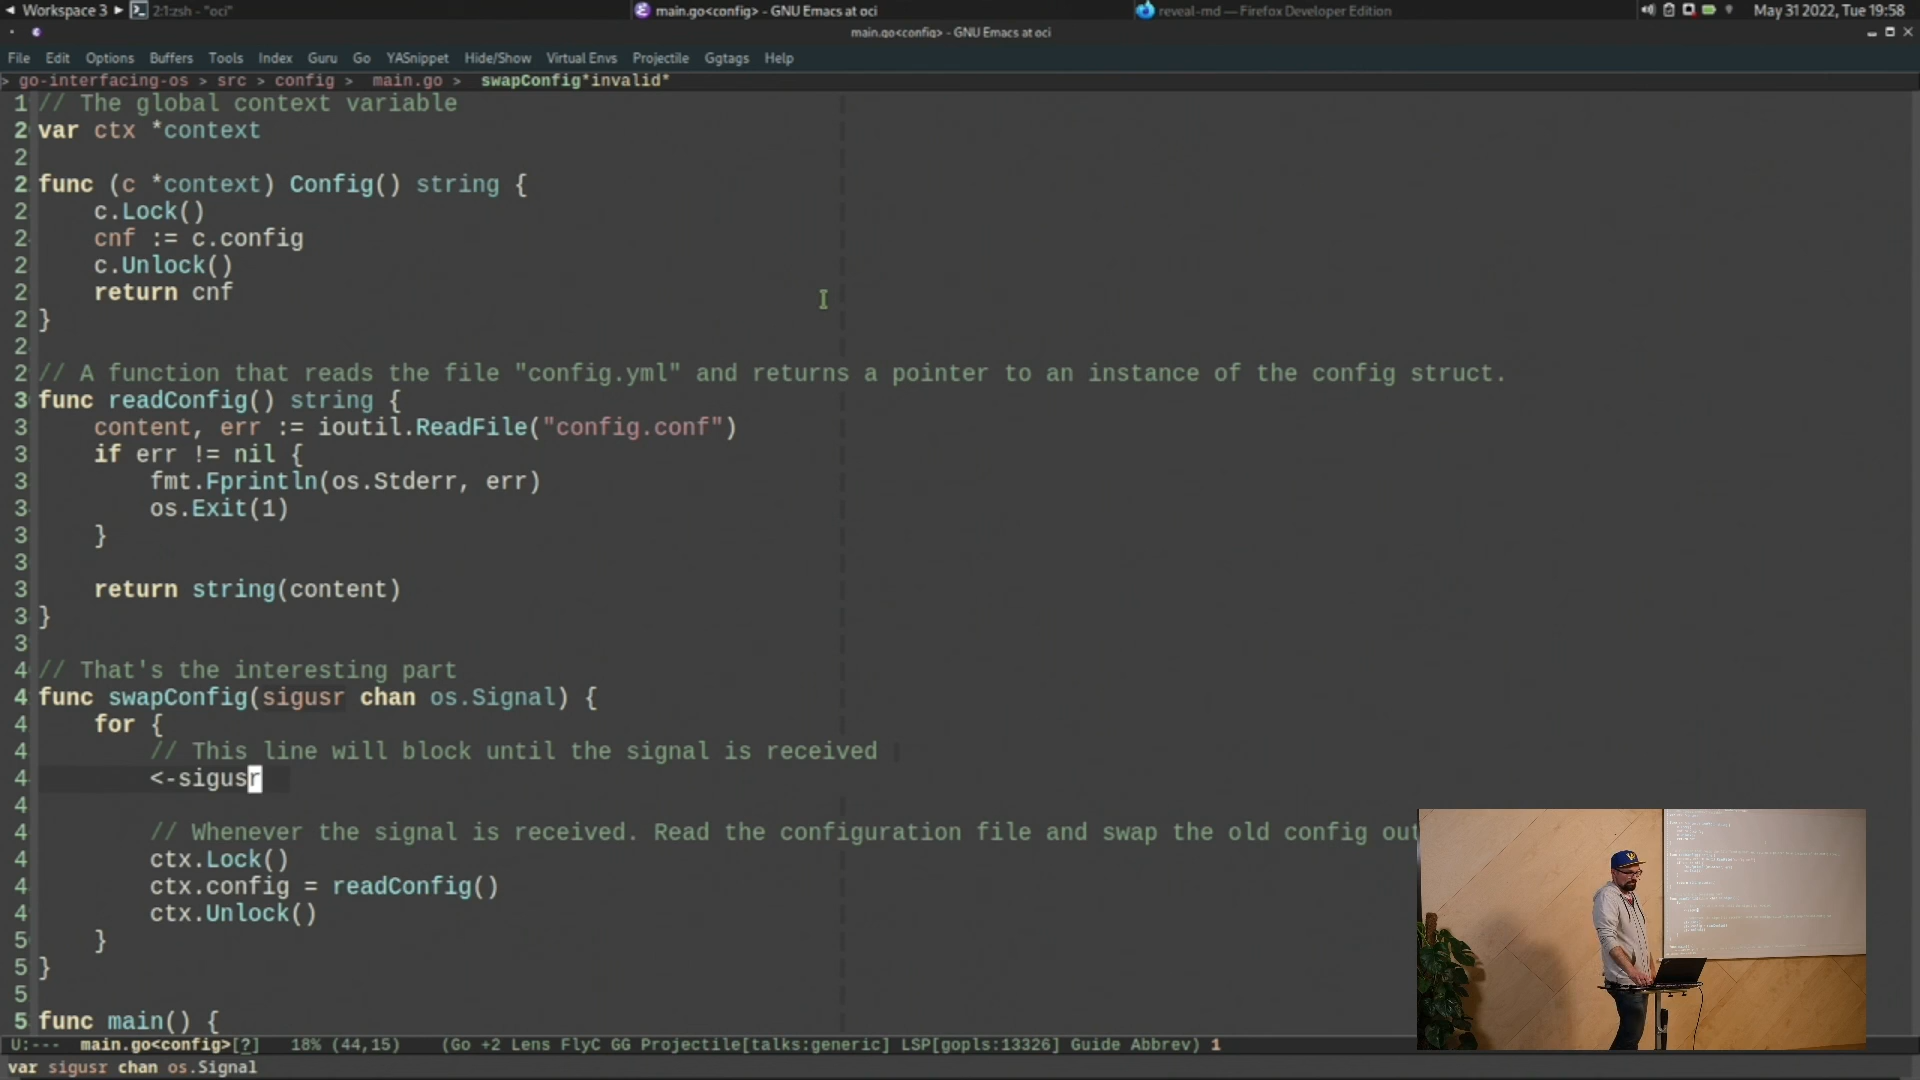 Workspace 3
2:1:zsh - "oci"
main.go<config> - GNU Emacs at oci
reveal-md — Firefox Developer Edition
May 31 2022, Tue 19:58
main.go<config> - GNU Emacs at oci
File Edit Options Buffers Tools Index Guru Go YASnippet Hide/Show Virtual Envs Projectile Ggtags Help
> go-interfacing-os > src > config > main.go > swapConfig*invalid*
1 // The global context variable
2 var ctx *context
2
2 func (c *context) Config() string {
2     c.Lock()
2     cnf := c.config
2     c.Unlock()
2     return cnf
2 }
2
2 // A function that reads the file "config.yml" and returns a pointer to an instance of the config struct.
3 func readConfig() string {
3     content, err := ioutil.ReadFile("config.conf")
3     if err != nil {
3         fmt.Fprintln(os.Stderr, err)
3         os.Exit(1)
3     }
3
3     return string(content)
3 }
3
4 // That's the interesting part
4 func swapConfig(sigusr chan os.Signal) {
4     for {
4         // This line will block until the signal is received
4         <-sigusr
4
4         // Whenever the signal is received. Read the configuration file and swap the old config out
4         ctx.Lock()
4         ctx.config = readConfig()
4         ctx.Unlock()
5     }
5 }
5
5 func main() {
U:--- main.go<config>[?] 18% (44,15) (Go +2 Lens FlyC GG Projectile[talks:generic] LSP[gopls:13326] Guide Abbrev) 1
var sigusr chan os.Signal